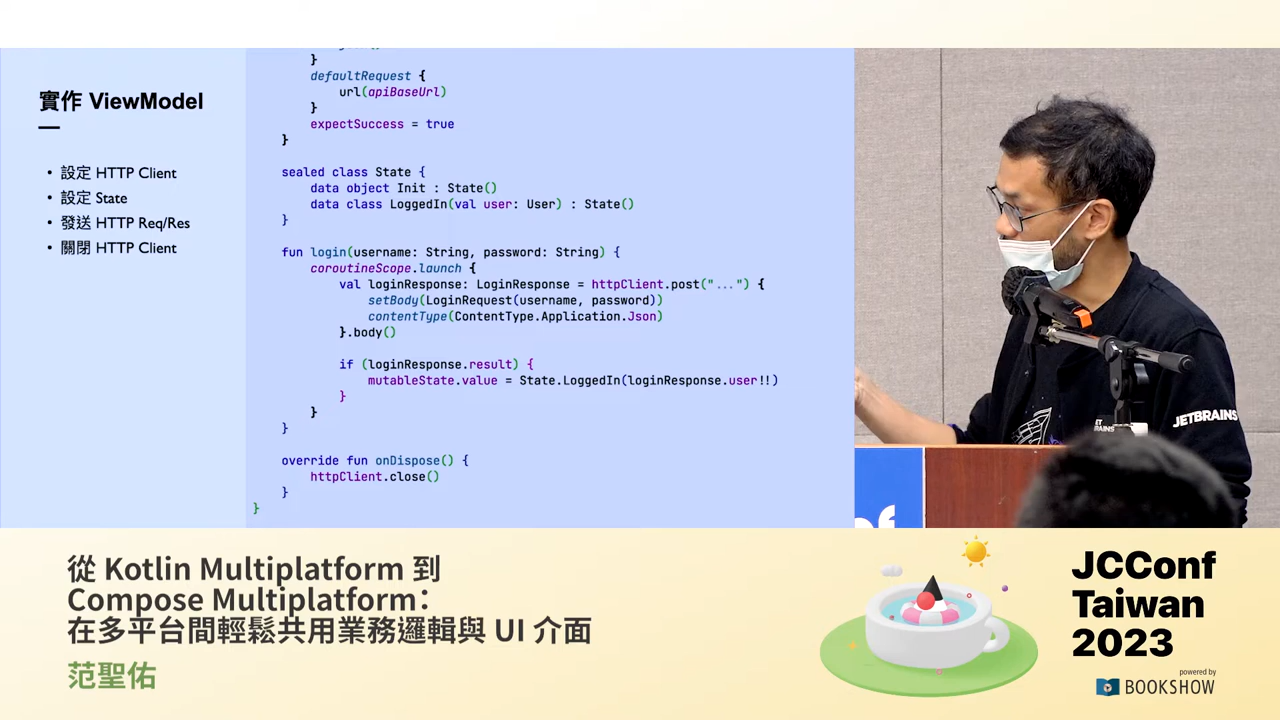 實作 ViewModel
• 設定 HTTP Client
• 設定 State
• 發送 HTTP Req/Res
• 關閉 HTTP Client
}
defaultRequest {
url(apiBaseUrl)
}
expectSuccess = true
}
sealed class State {
data object Init : State()
data class LoggedIn(val user: User) : State()
}
fun login(username: String, password: String) {
coroutineScope.launch {
val loginResponse: LoginResponse = httpClient.post("...") {
setBody(LoginRequest(username, password))
contentType(ContentType.Application.Json)
}.body()
if (loginResponse.result) {
mutableState.value = State.LoggedIn(loginResponse.user!!)
}
}
}
override fun onDispose() {
httpClient.close()
}
}
JETBRAINS
從 Kotlin Multiplatform 到
Compose Multiplatform：
在多平台間輕鬆共用業務邏輯與 UI 介面
范聖佑
JCConf
Taiwan
2023
powered by
BOOKSHOW